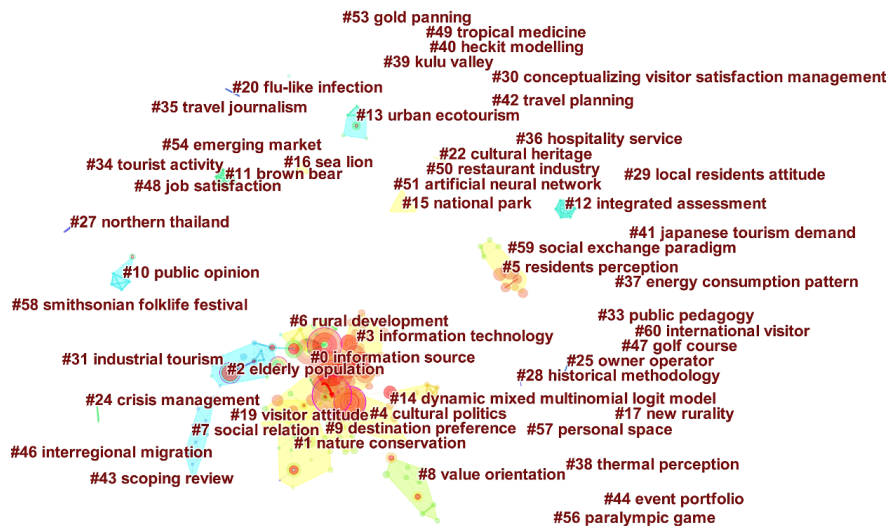 #53 gold panning
#49 tropical medicine
#40 heckit modelling
#39 kulu valley
#30 conceptualizing visitor satisfaction management
#20 flu-like infection
#42 travel planning
#35 travel journalism
#13 urban ecotourism
#36 hospitality service
#54 emerging market
#22 cultural heritage
#16 sea lion
#34 tourist activity
#50 restaurant industry
#11 brown bear
#29 local residents attitude
#48 job satisfaction
#51 artificial neural network
#15 national park
#12 integrated assessment
#27 northern thailand
#41 japanese tourism demand
#59 social exchange paradigm
#10 public opinion
#5 residents perception
#37 energy consumption pattern
#58 smithsonian folklife festival
#33 public pedagogy
#6 rural development
#60 international visitor
#3 information technology
#47 golf course
#31 industrial tourism
#0 information source
#25 owner operator
#2 elderly population
#28 historical methodology
#24 crisis management
#14 dynamic mixed multinomial logit model
#19 visitor attitude
#4 cultural politics
#17 new rurality
#7 social relation
#9 destination preference
#57 personal space
#1 nature conservation
#46 interregional migration
#38 thermal perception
#43 scoping review
#8 value orientation
#44 event portfolio
#56 paralympic game